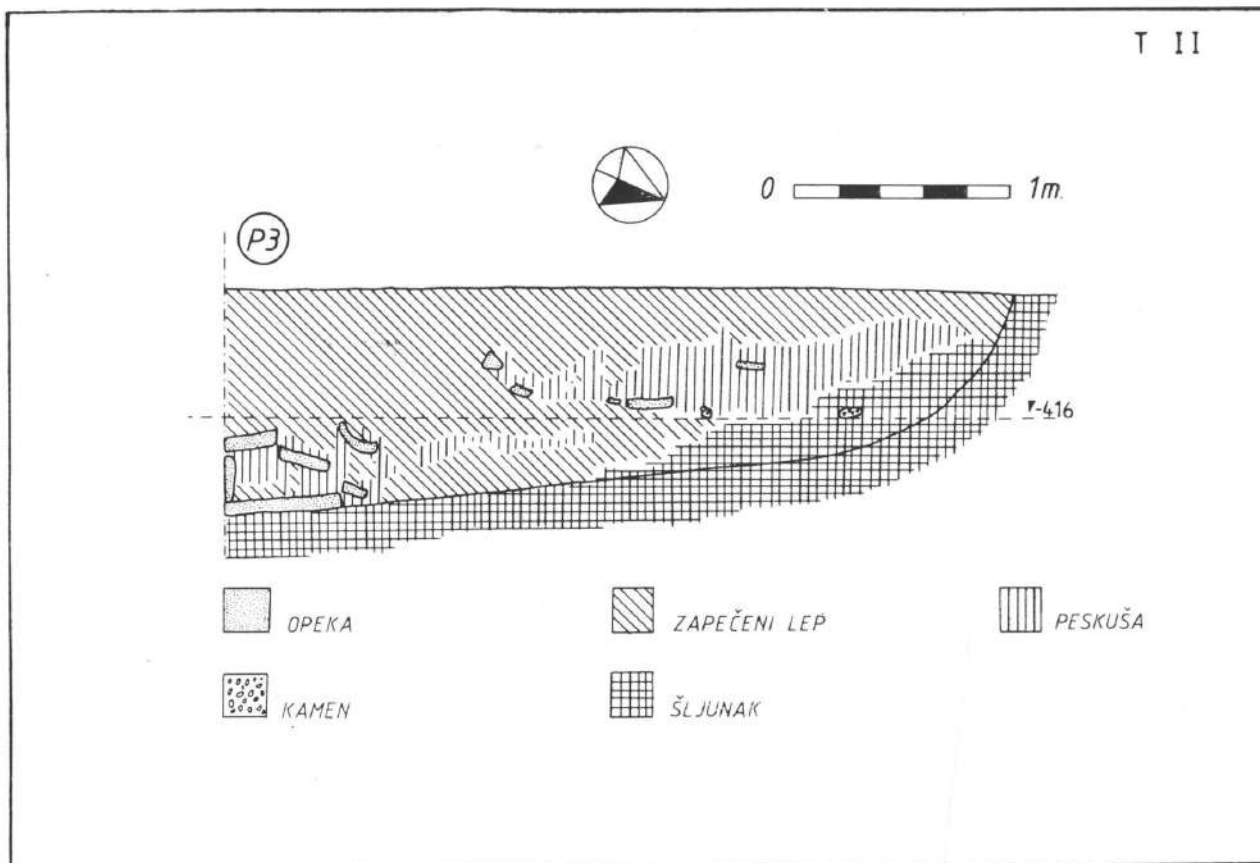 T II
0 1m.
P3
▼-416
OPEKA ZAPEČENI LEP PESKUŠA
KAMEN ŠLJUNAK